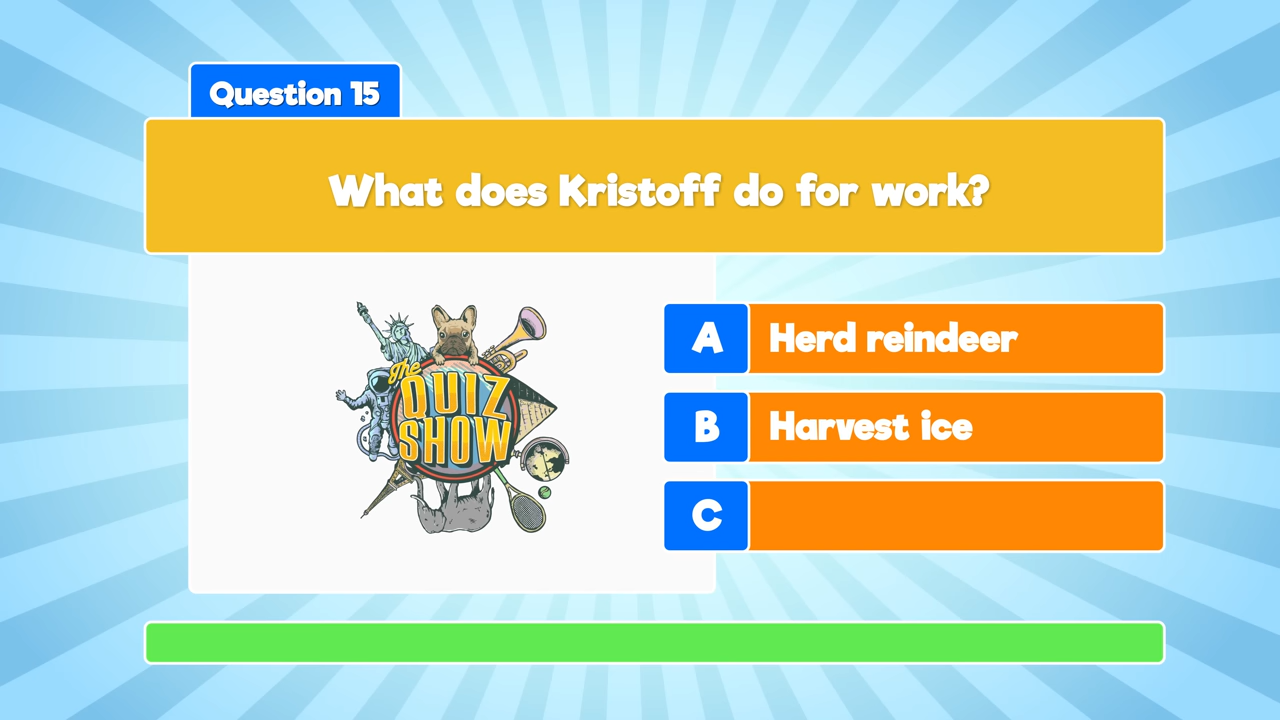 Question 15
What does Kristoff do for work?
The
QUIZ
SHOW
A
Herd reindeer
B
Harvest ice
C